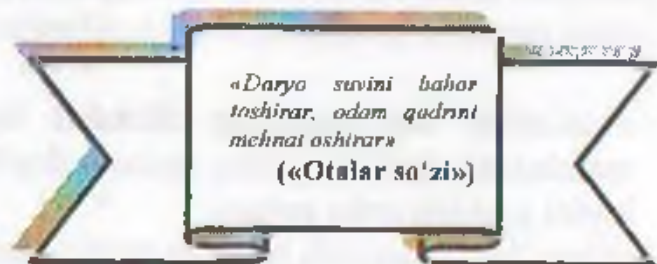 «Daryo suvini bahor
toshirar, odam qadrini
mehnat oshirar»
(«Otalar so‘zi»)